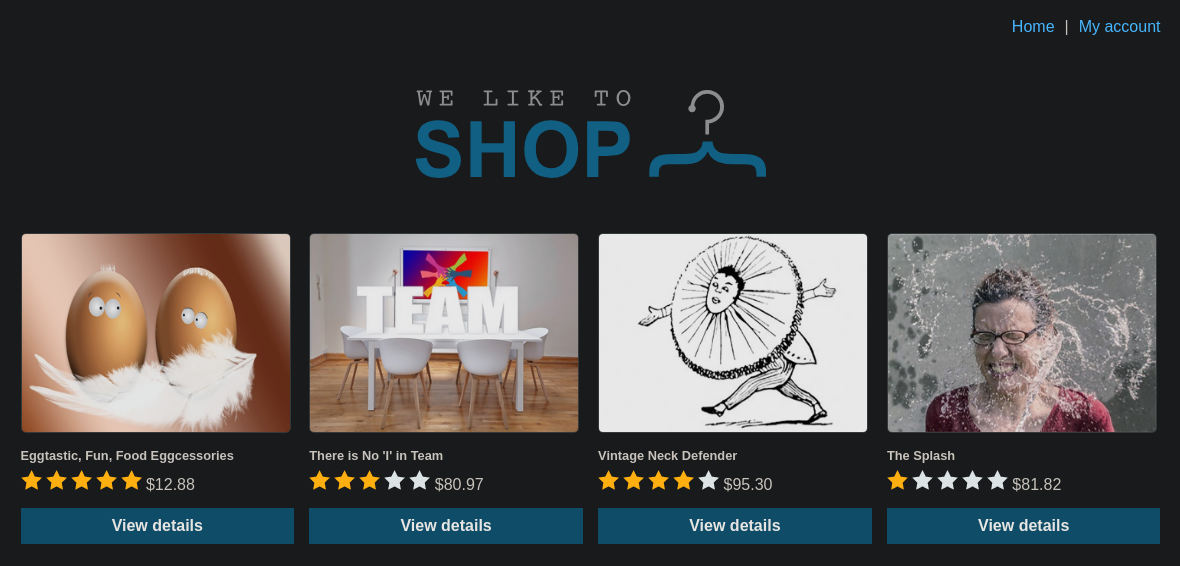 Home | My account
WE LIKE TO
SHOP
TEAM
Eggtastic, Fun, Food Eggcessories
$12.88
View details
There is No 'I' in Team
$80.97
View details
Vintage Neck Defender
$95.30
View details
The Splash
$81.82
View details